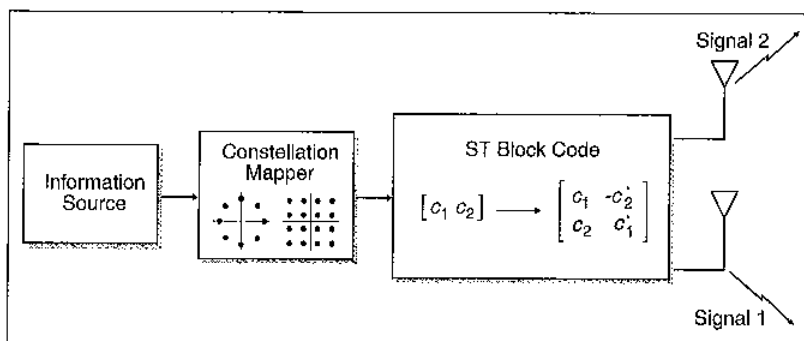 Signal 2
Information
Source
Constellation
Mapper
ST Block Code
[c₁ c₂]
c₁ -c₂*
c₂ c₁*
Signal 1